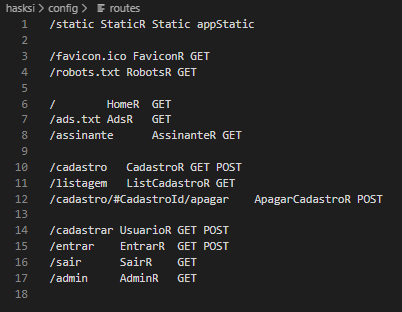 hasksi > config > routes
1 /static StaticR Static appStatic
2
3 /favicon.ico FaviconR GET
4 /robots.txt RobotsR GET
5
6 / HomeR GET
7 /ads.txt AdsR GET
8 /assinante AssinanteR GET
9
10 /cadastro CadastroR GET POST
11 /listagem ListCadastroR GET
12 /cadastro/#CadastroId/apagar ApagarCadastroR POST
13
14 /cadastrar UsuarioR GET POST
15 /entrar EntrarR GET POST
16 /sair SairR GET
17 /admin AdminR GET
18